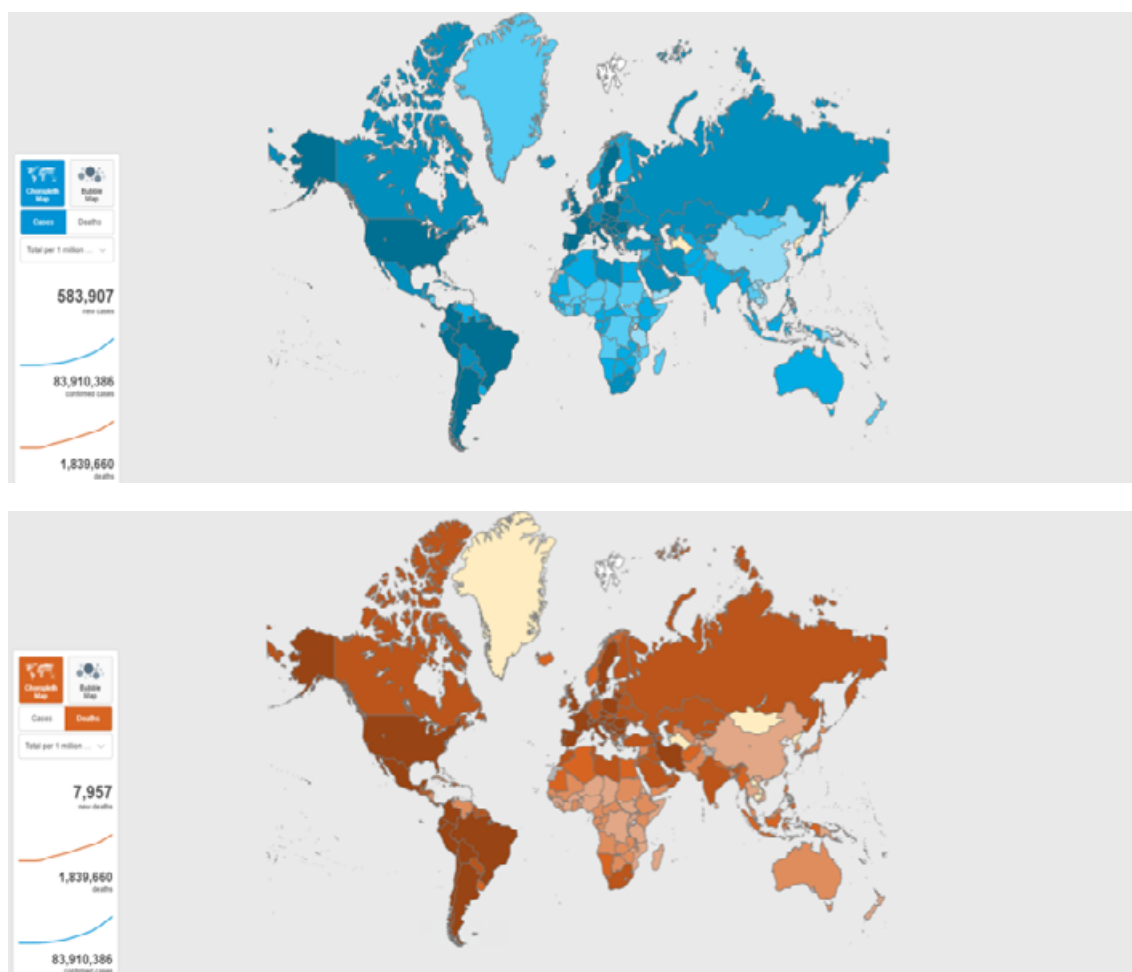 Choropleth
Map
Bubble
Map
Cases
Deaths
Total per 1 million ...
583,907
new cases
83,910,386
confirmed cases
1,839,660
deaths
Choropleth
Map
Bubble
Map
Cases
Deaths
Total per 1 million ...
7,957
new deaths
1,839,660
deaths
83,910,386
confirmed cases